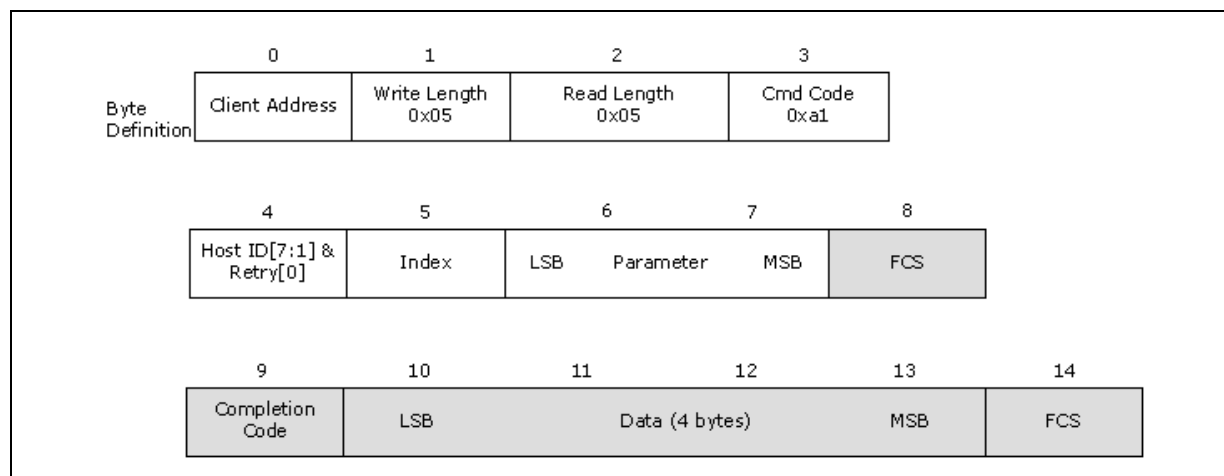 0 1 2 3
Byte Definition
Client Address
Write Length
0x05
Read Length
0x05
Cmd Code
0xa1
4 5 6 7 8
Host ID[7:1] &
Retry[0]
Index
LSB Parameter MSB
FCS
9 10 11 12 13 14
Completion
Code
LSB Data (4 bytes) MSB
FCS